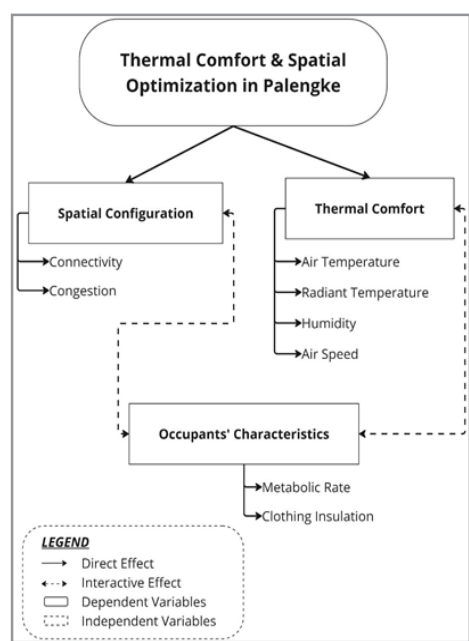 Thermal Comfort & Spatial
Optimization in Palengke
Spatial Configuration
Connectivity
Congestion
Thermal Comfort
Air Temperature
Radiant Temperature
Humidity
Air Speed
Occupants' Characteristics
Metabolic Rate
Clothing Insulation
LEGEND
Direct Effect
Interactive Effect
Dependent Variables
Independent Variables